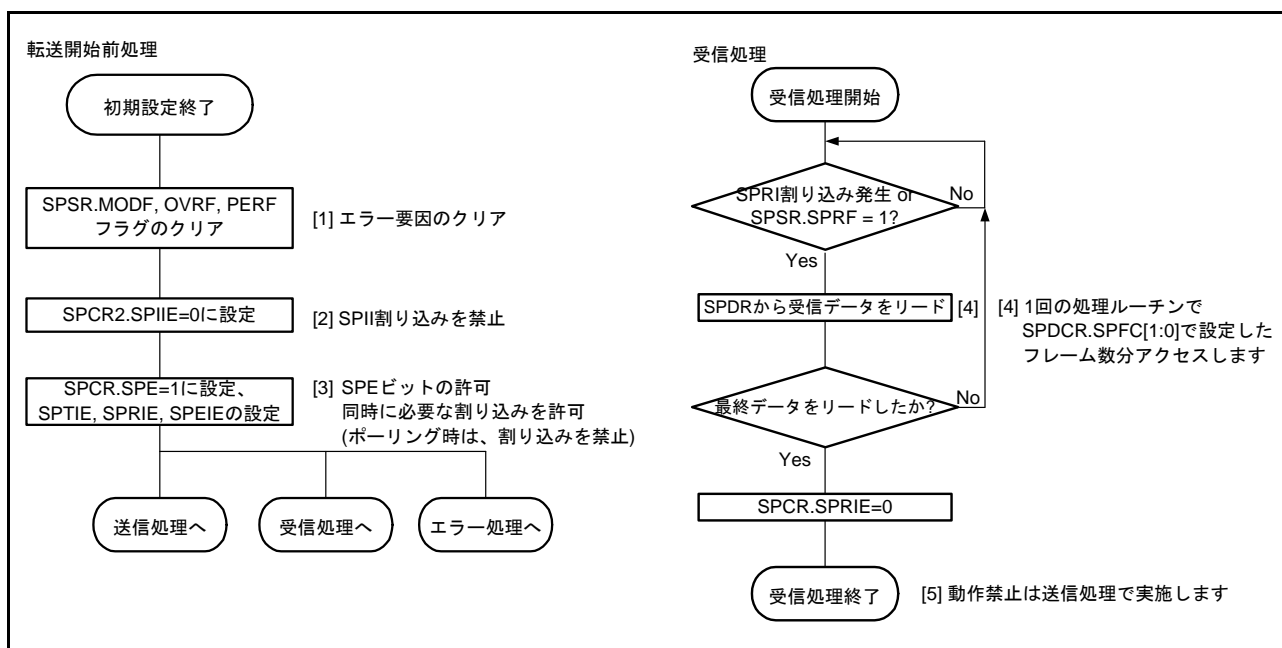 転送開始前処理
初期設定終了
SPSR.MODF, OVRF, PERF
フラグのクリア
[1] エラー要因のクリア
SPCR2.SPIIE=0に設定
[2] SPII割り込みを禁止
SPCR.SPE=1に設定、
SPTIE, SPRIE, SPEIEの設定
[3] SPEビットの許可
同時に必要な割り込みを許可
(ポーリング時は、割り込みを禁止)
送信処理へ
受信処理へ
エラー処理へ
受信処理
受信処理開始
SPRI割り込み発生 or
SPSR.SPRF = 1?
No
Yes
SPDRから受信データをリード
[4]
[4] 1回の処理ルーチンで
SPDCR.SPFC[1:0]で設定した
フレーム数分アクセスします
最終データをリードしたか?
No
Yes
SPCR.SPRIE=0
受信処理終了
[5] 動作禁止は送信処理で実施します